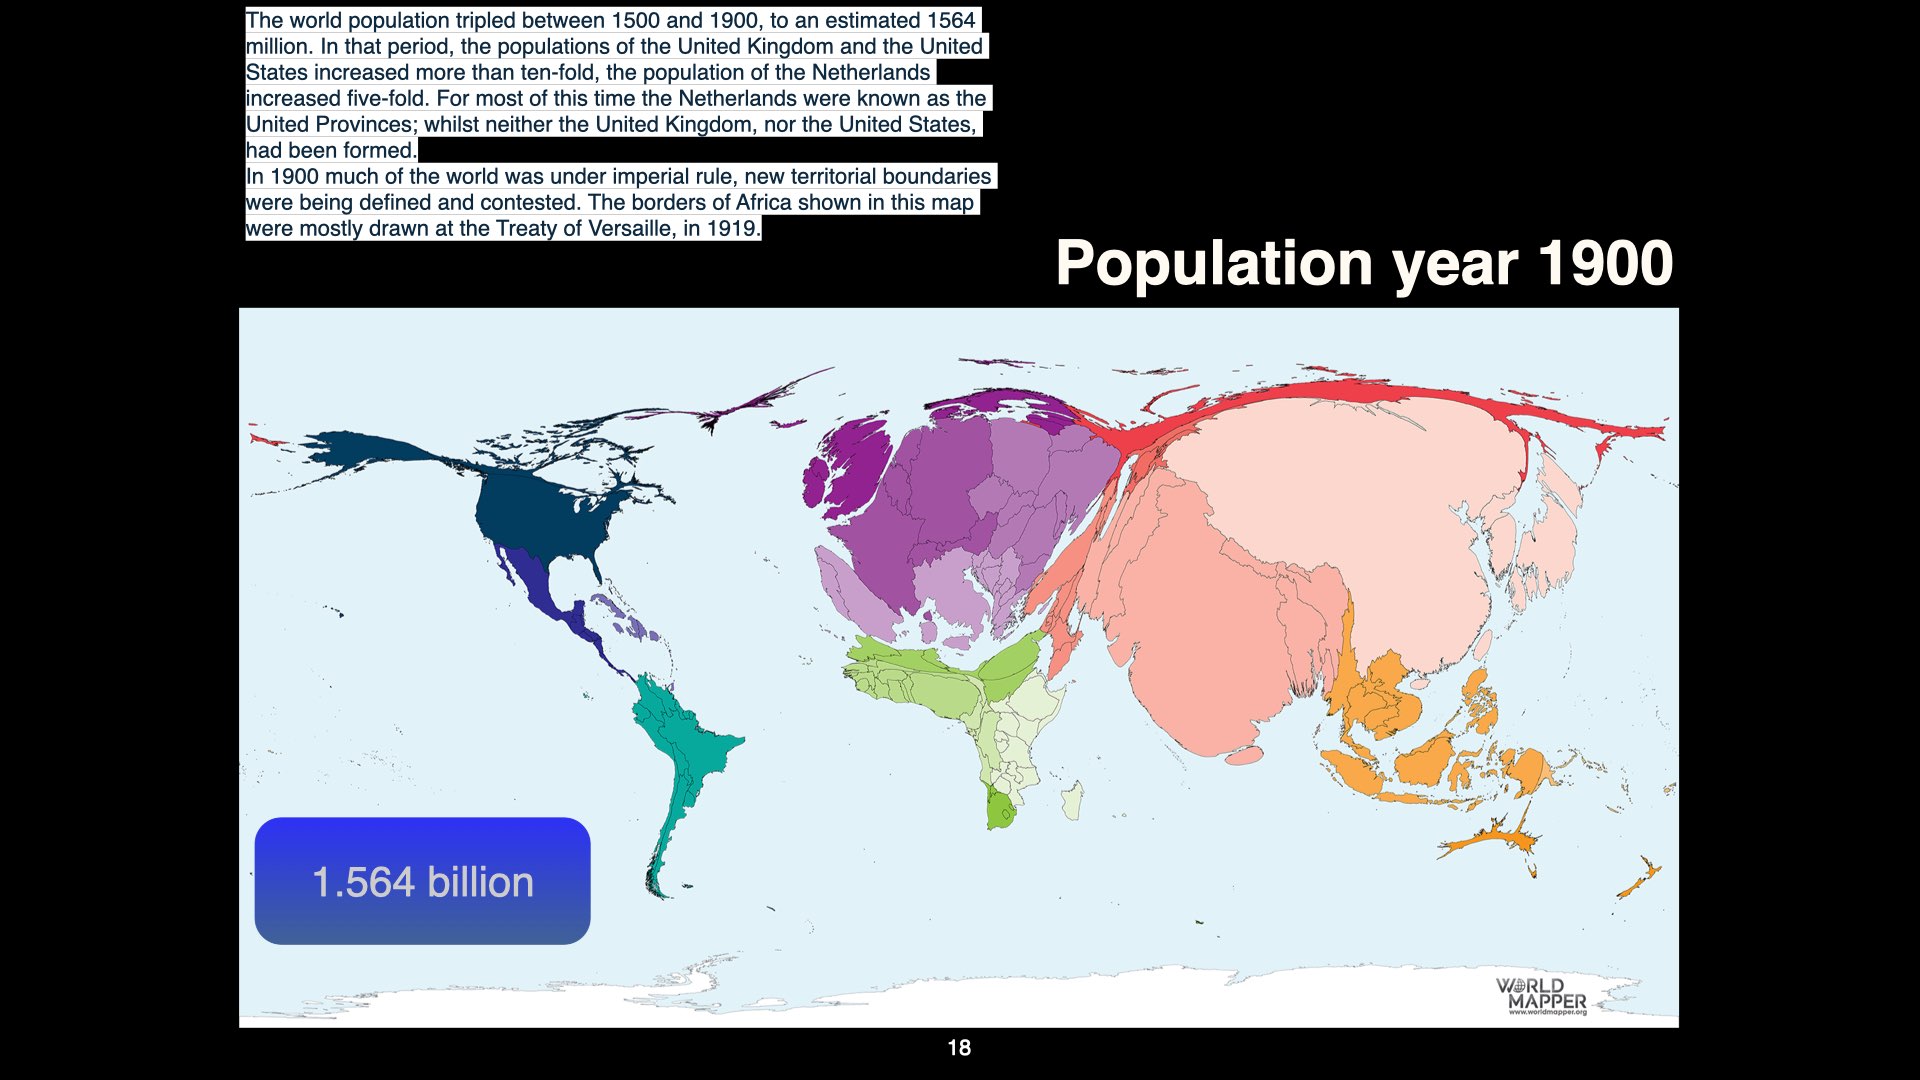 The world population tripled between 1500 and 1900, to an estimated 1564
million. In that period, the populations of the United Kingdom and the United
States increased more than ten-fold, the population of the Netherlands
increased five-fold. For most of this time the Netherlands were known as the
United Provinces; whilst neither the United Kingdom, nor the United States,
had been formed.
In 1900 much of the world was under imperial rule, new territorial boundaries
were being defined and contested. The borders of Africa shown in this map
were mostly drawn at the Treaty of Versaille, in 1919.
Population year 1900
1.564 billion
WORLD
MAPPER
www.worldmapper.org
18